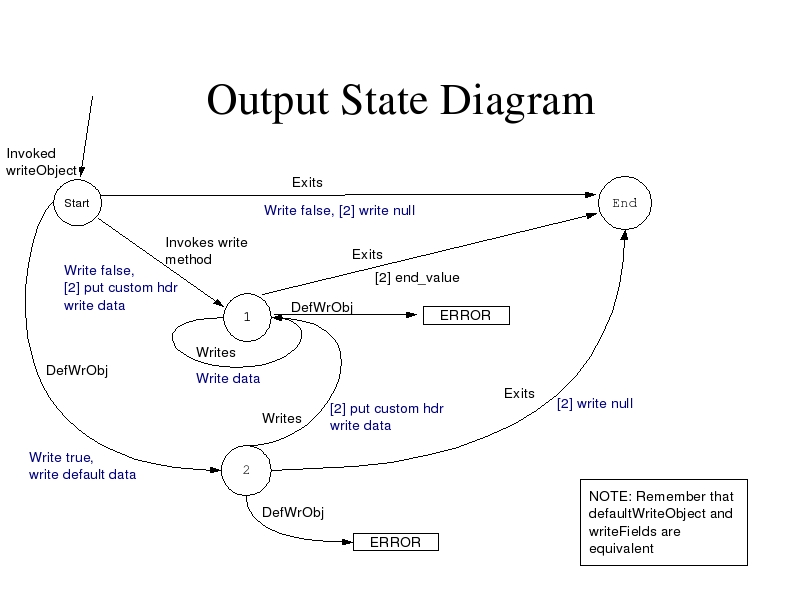 Output State Diagram
Invoked
writeObject
Start
Exits
Write false, [2] write null
End
Invokes write
method
Write false,
[2] put custom hdr
write data
Exits
[2] end_value
1
DefWrObj
ERROR
Writes
Write data
DefWrObj
Writes
[2] put custom hdr
write data
Exits
[2] write null
Write true,
write default data
2
DefWrObj
ERROR
NOTE: Remember that
defaultWriteObject and
writeFields are
equivalent